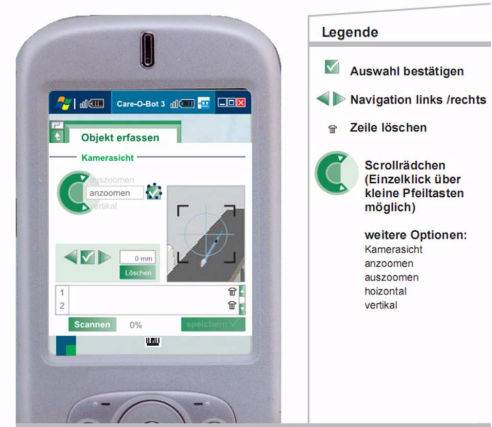 Care-O-Bot 3
Objekt erfassen
Kamerasicht
auszoomen
anzoomen
vertikal
0 mm
Löschen
1
2
Scannen 0% speichern
Legende
Auswahl bestätigen
Navigation links /rechts
Zeile löschen
Scrollrädchen
(Einzelklick über
kleine Pfeiltasten
möglich)
weitere Optionen:
Kamerasicht
anzoomen
auszoomen
hoizontal
vertikal